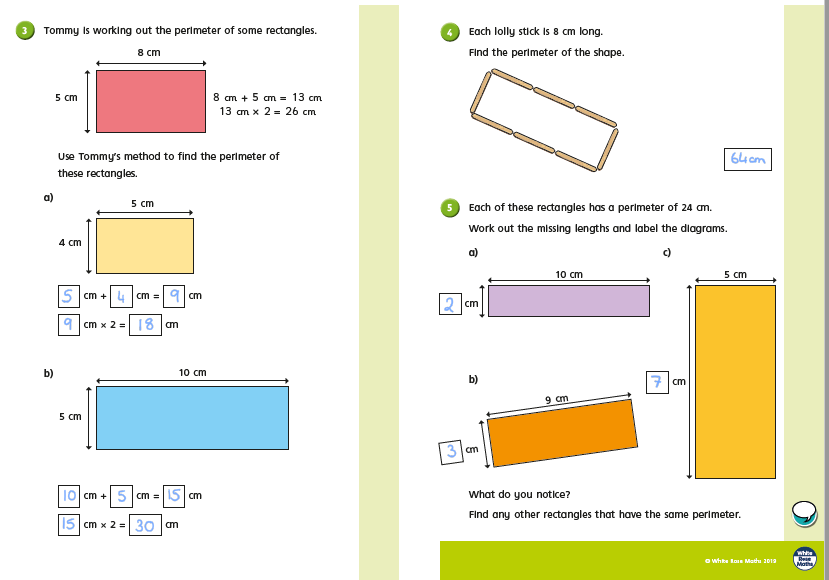 3 Tommy is working out the perimeter of some rectangles.
8 cm
5 cm
8 cm + 5 cm = 13 cm
13 cm × 2 = 26 cm
Use Tommy's method to find the perimeter of
these rectangles.
a)
5 cm
4 cm
5 cm + 4 cm = 9 cm
9 cm × 2 = 18 cm
b)
10 cm
5 cm
10 cm + 5 cm = 15 cm
15 cm × 2 = 30 cm
4 Each lolly stick is 8 cm long.
Find the perimeter of the shape.
64cm
5 Each of these rectangles has a perimeter of 24 cm.
Work out the missing lengths and label the diagrams.
a)
10 cm
2 cm
b)
9 cm
3 cm
c)
5 cm
7 cm
What do you notice?
Find any other rectangles that have the same perimeter.
© White Rose Maths 2019
White
Rose
Maths